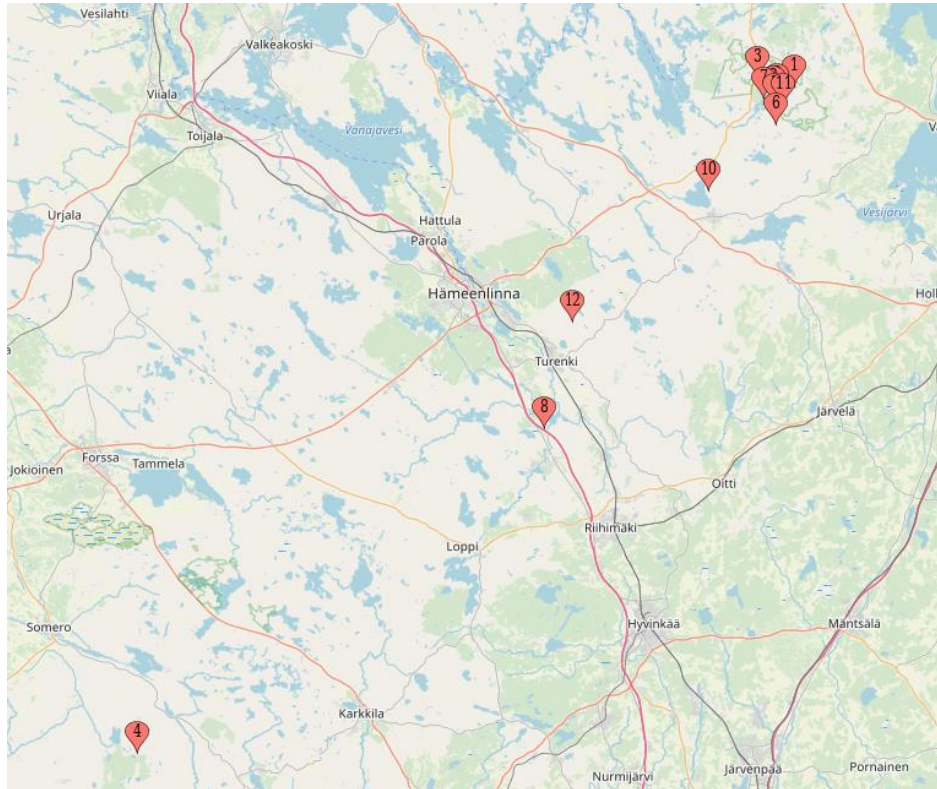 Vesilahti
Valkeakoski
3
1
7
11
Viiala
6
Toijala
Vanajavesi
10
Urjala
Hattula
Vesijärvi
Parola
Hämeenlinna
12
Holl
Turenki
8
Järvelä
Forssa
Jokioinen
Tammela
Oitti
Riihimäki
Loppi
Somero
Hyvinkää
Mäntsälä
Karkkila
4
Järvenpää
Pornainen
Nurmijärvi